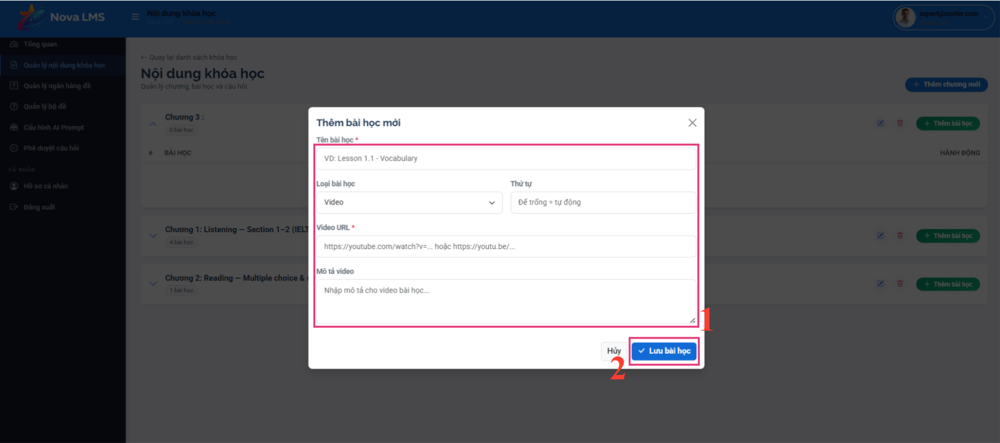 Nova LMS
Nội dung khóa học
expert@center.com
Tổng quan
Quản lý nội dung khóa học
Quản lý ngân hàng đề
Quản lý bộ đề
Cấu hình AI Prompt
Phê duyệt câu hỏi
CÁ NHÂN
Hồ sơ cá nhân
Đăng xuất
← Quay lại danh sách khóa học
Nội dung khóa học
Quản lý chương, bài học và câu hỏi.
+ Thêm chương mới
Chương 3 :
0 bài học
+ Thêm bài học
# BÀI HỌC HÀNH ĐỘNG
Chương 1: Listening — Section 1–2 (IELT
4 bài học
+ Thêm bài học
Chương 2: Reading — Multiple choice &
1 bài học
+ Thêm bài học
Thêm bài học mới
Tên bài học *
VD: Lesson 1.1 - Vocabulary
Loại bài học Thứ tự
Video Để trống = tự động
Video URL *
https://youtube.com/watch?v=... hoặc https://youtu.be/...
Mô tả video
Nhập mô tả cho video bài học...
1
Hủy Lưu bài học
2